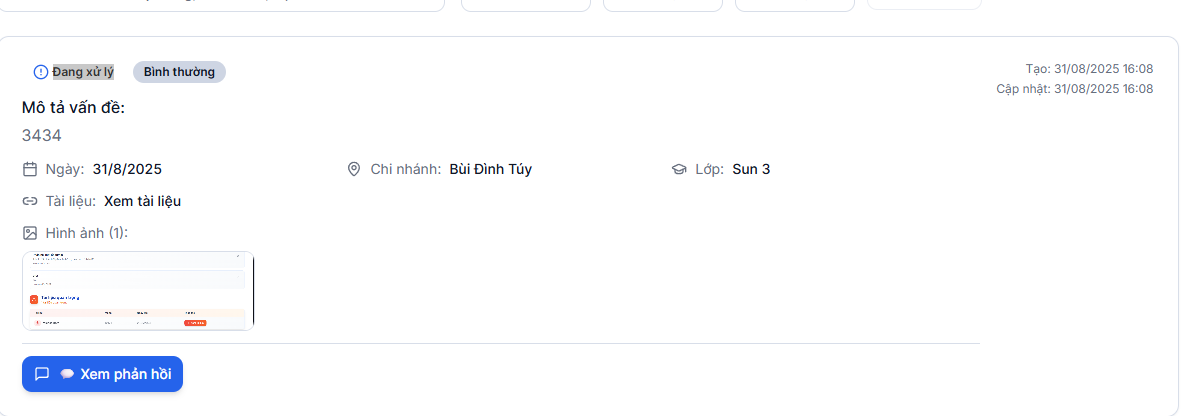 Đang xử lý Bình thường
Tạo: 31/08/2025 16:08
Cập nhật: 31/08/2025 16:08
Mô tả vấn đề:
3434
Ngày: 31/8/2025 Chi nhánh: Bùi Đình Túy Lớp: Sun 3
Tài liệu: Xem tài liệu
Hình ảnh (1):
Xem phản hồi